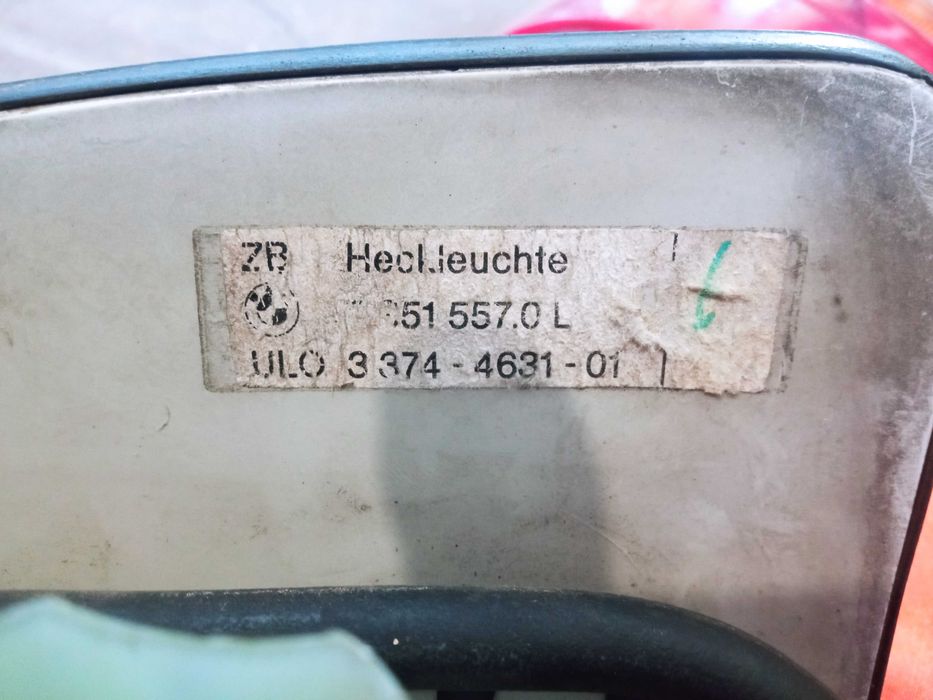 ZB Heckleuchte
51 557.0 L
ULO 3 374 - 4631 - 01